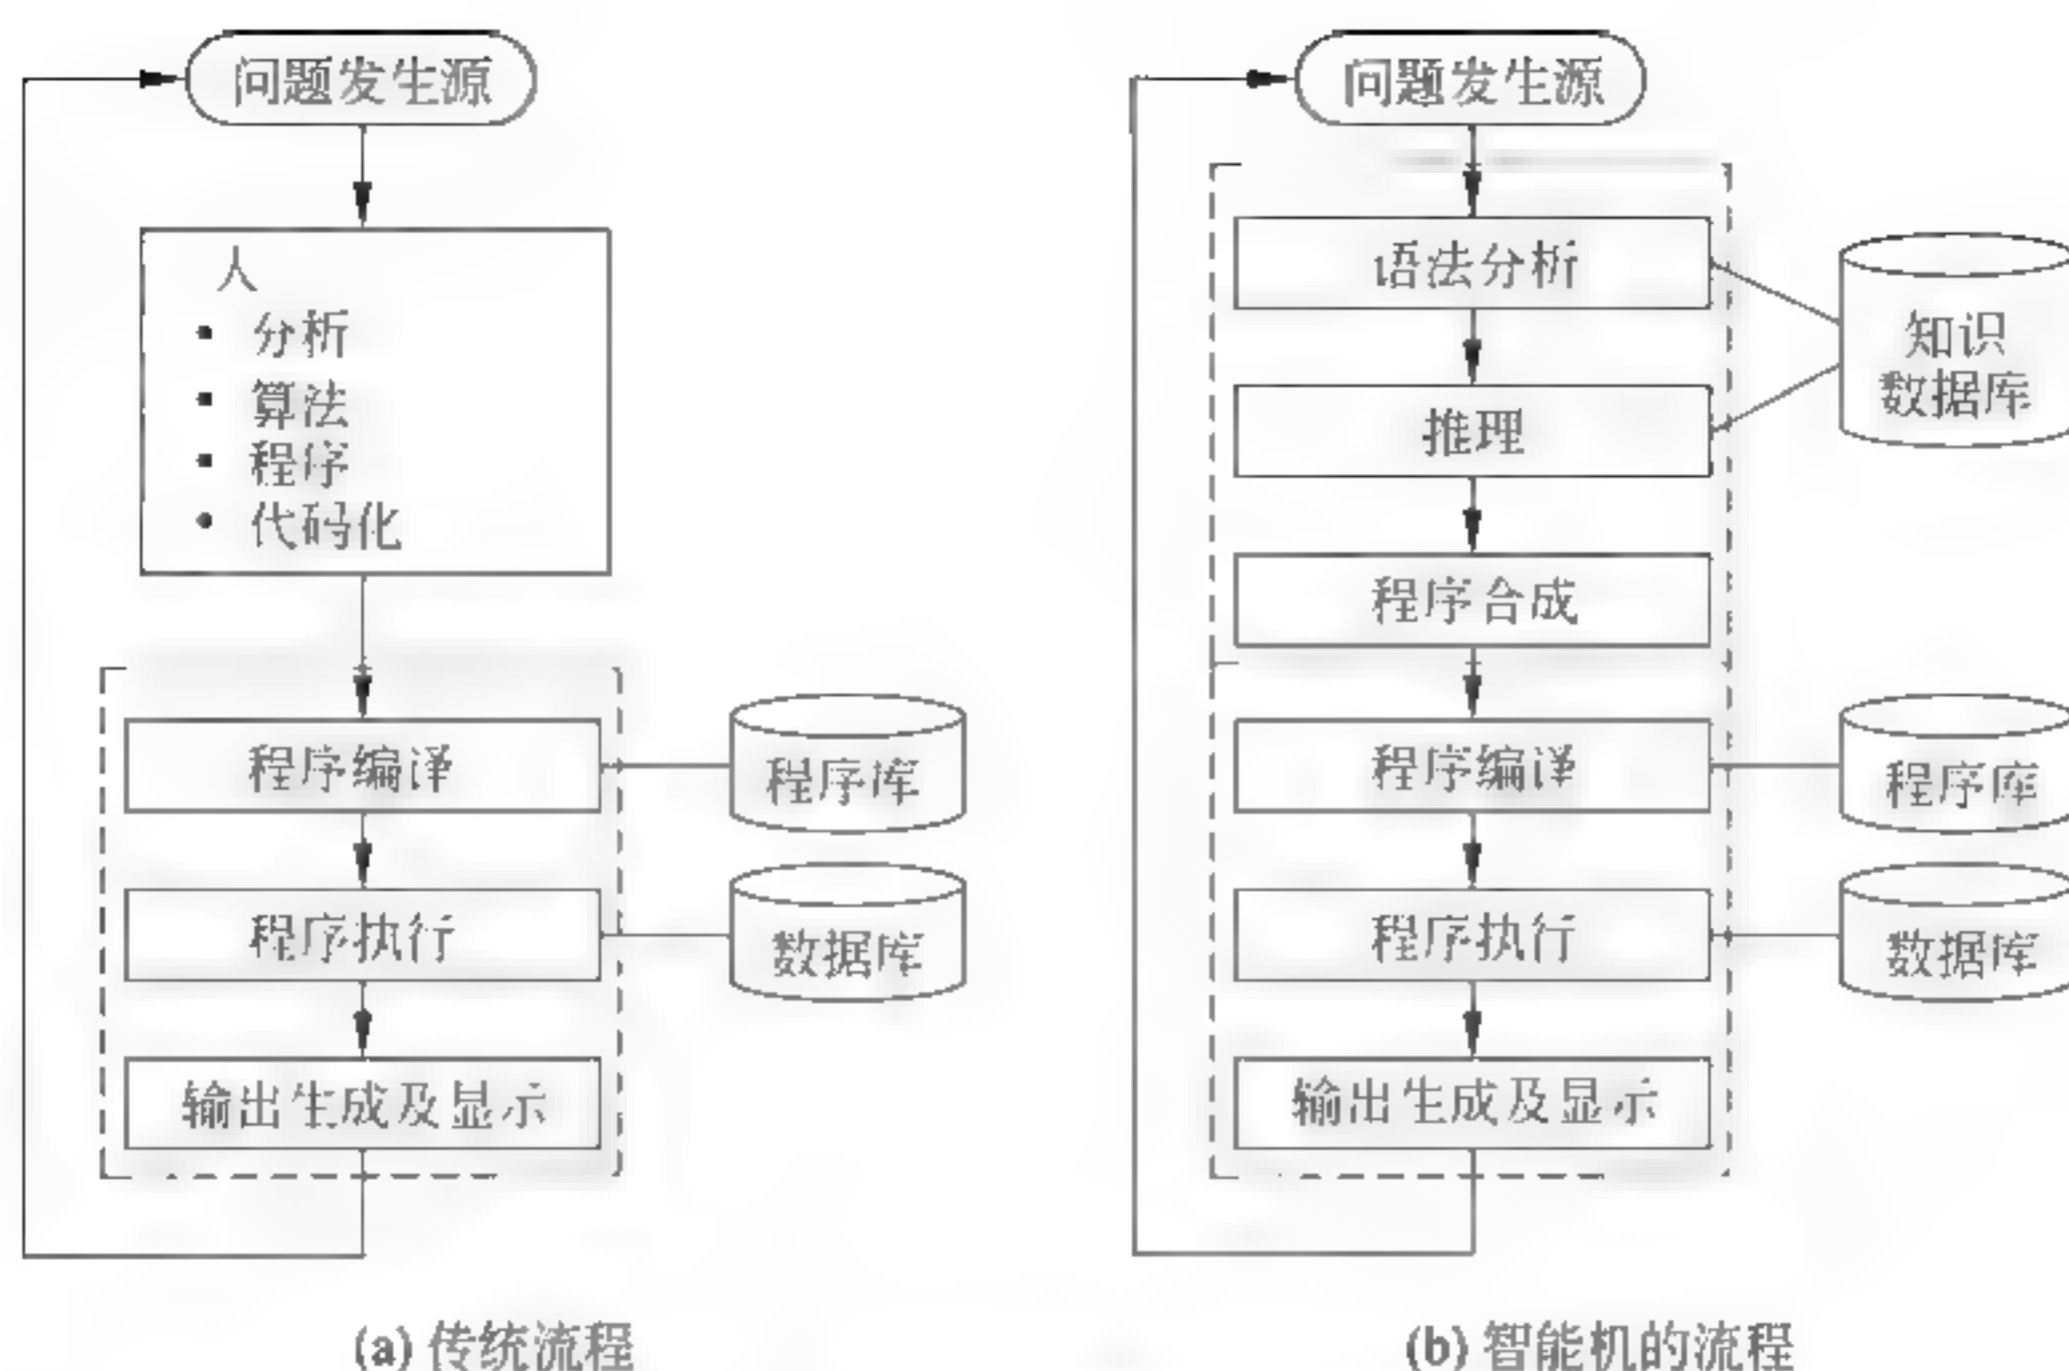 问题发生源
人
• 分析
▪ 算法
▪ 程序
• 代码化
程序编译
程序库
程序执行
数据库
输出生成及显示
(a) 传统流程
问题发生源
语法分析
知识
数据库
推理
程序合成
程序编译
程序库
程序执行
数据库
输出生成及显示
(b) 智能机的流程